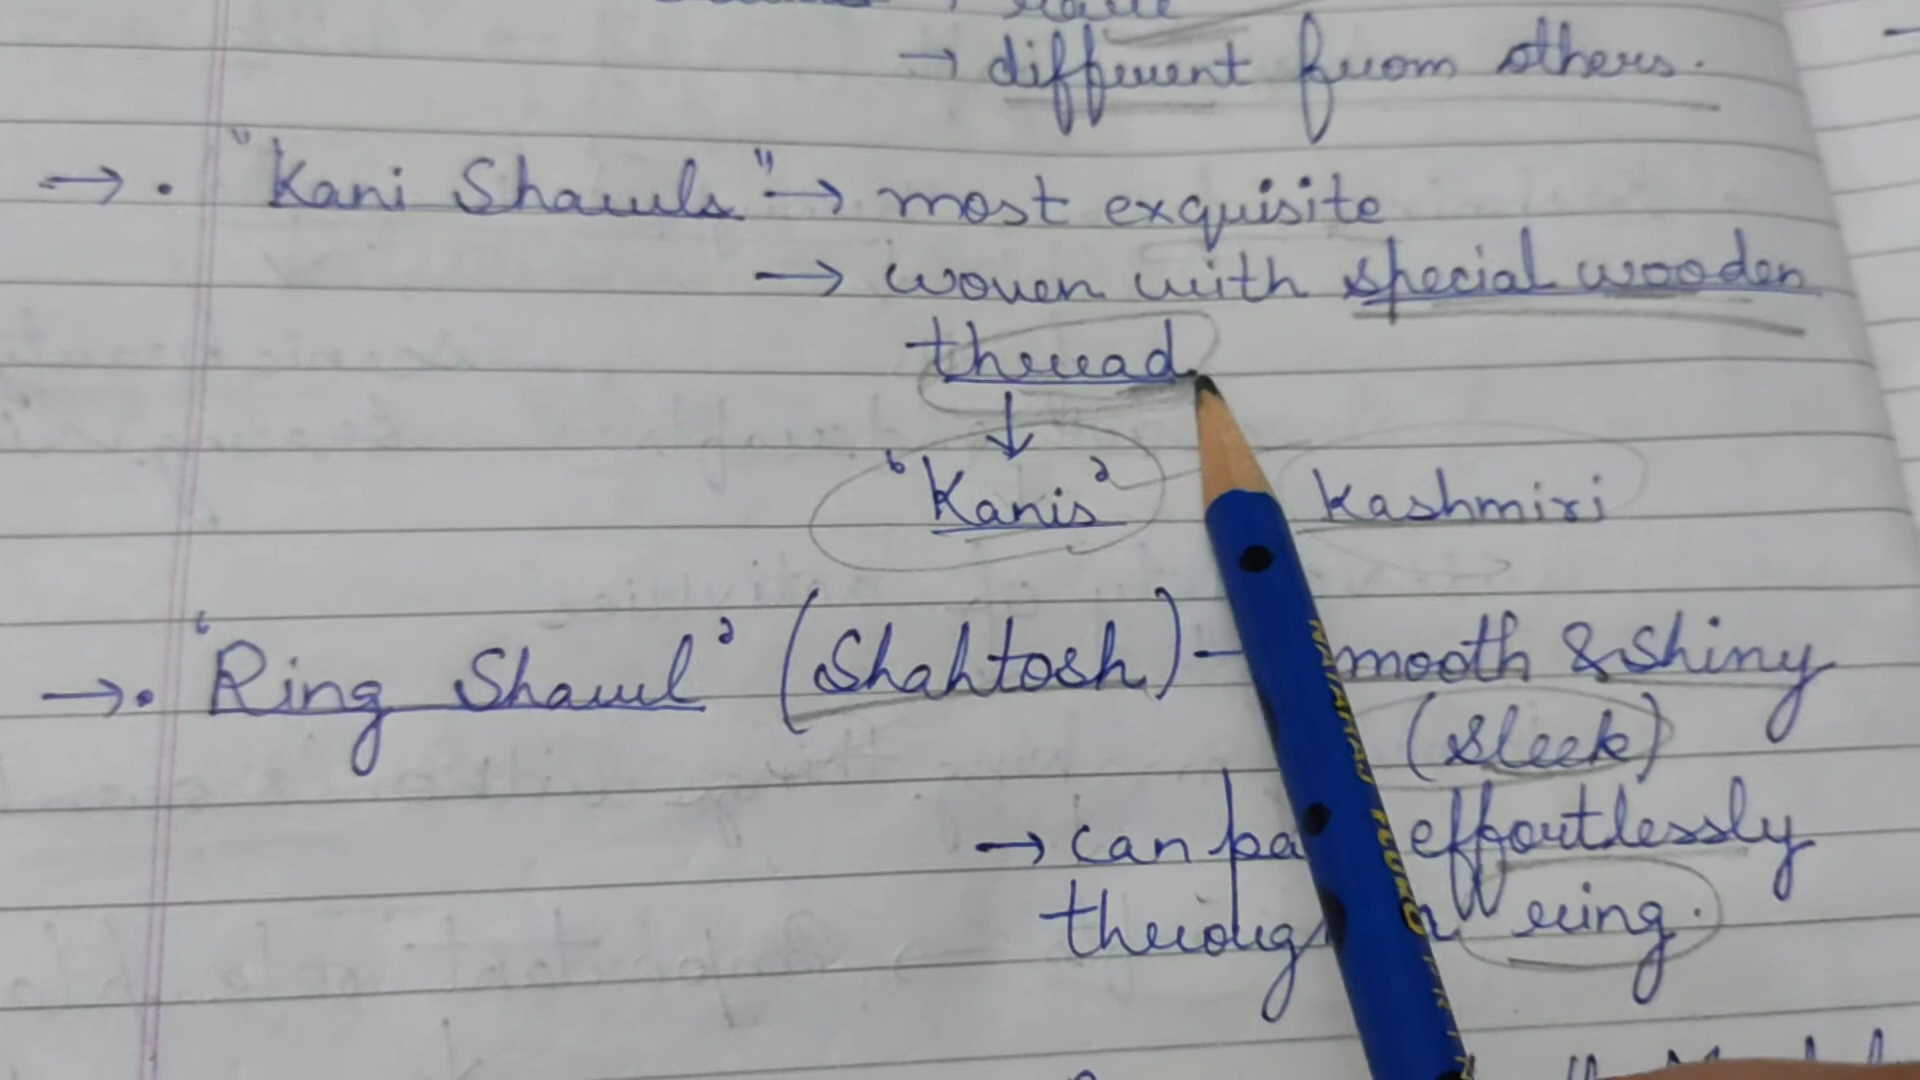 → different from others.
→ • "Kani Shawls" → most exquisite
→ woven with special wooden
thread
↓
'Kanis' Kashmiri
→ • 'Ring Shawl' (Shahtosh) - smooth & shiny
(sleek)
→ can effortlessly
ring.
NATARAJ